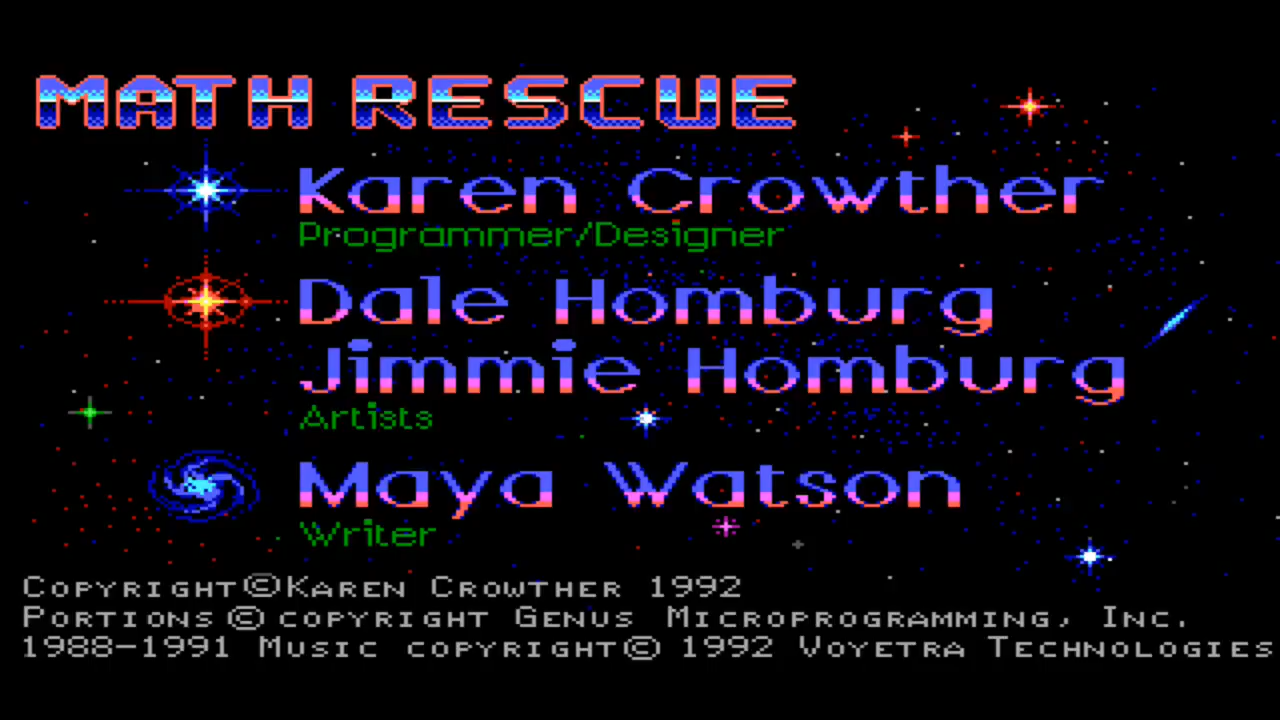 MATH RESCUE
Karen Crowther
Programmer/Designer
Dale Homburg
Jimmie Homburg
Artists
Maya Watson
Writer
Copyright©Karen Crowther 1992
Portions©copyright Genus Microprogramming, Inc.
1988-1991 Music copyright© 1992 Voyetra Technologies